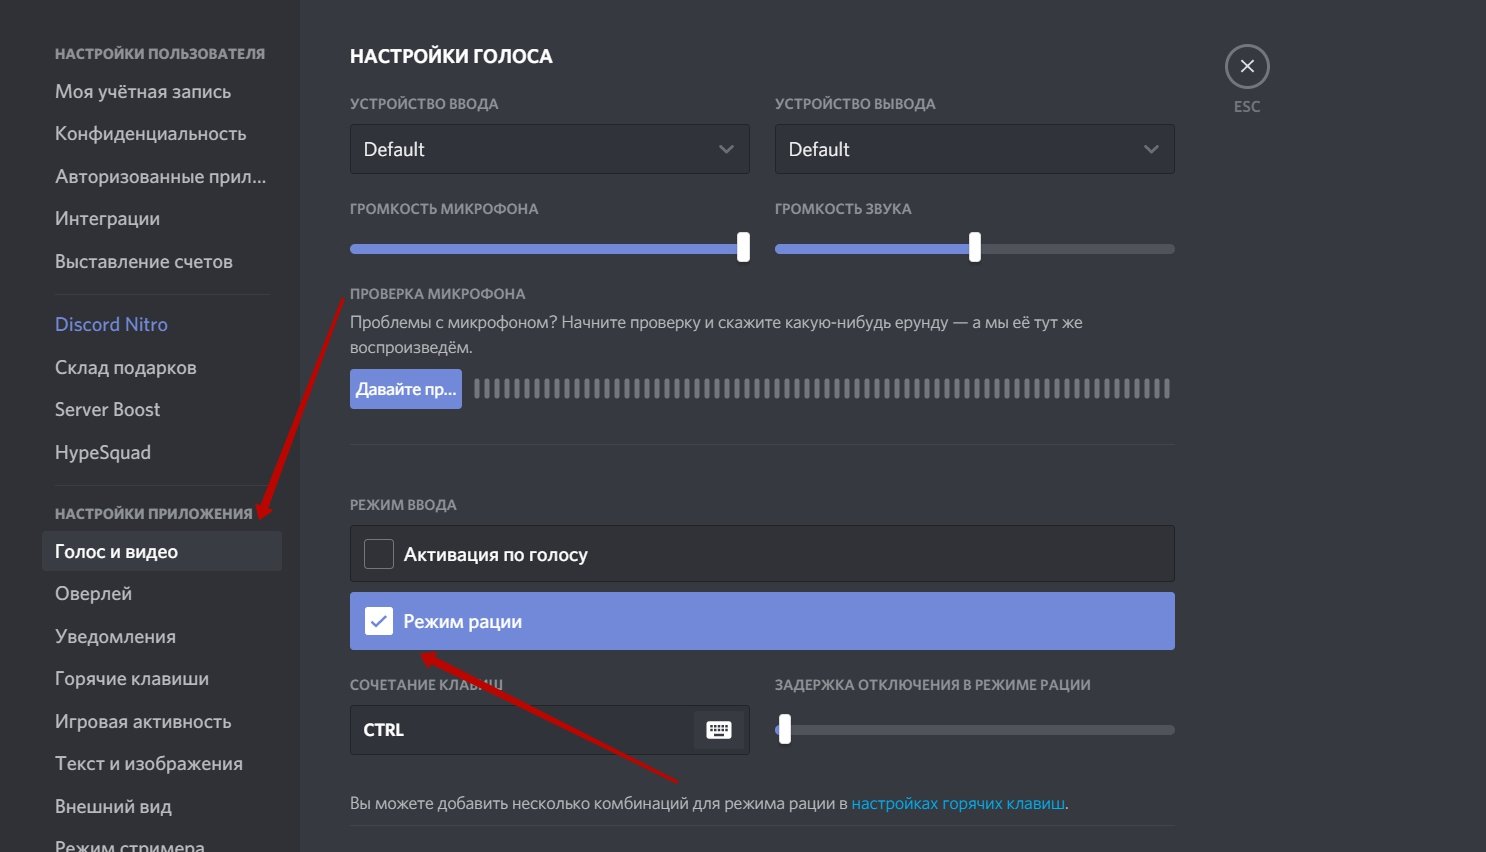 НАСТРОЙКИ ПОЛЬЗОВАТЕЛЯ
Моя учётная запись
Конфиденциальность
Авторизованные прил...
Интеграции
Выставление счетов
Discord Nitro
Склад подарков
Server Boost
HypeSquad
НАСТРОЙКИ ПРИЛОЖЕНИЯ
Голос и видео
Оверлей
Уведомления
Горячие клавиши
Игровая активность
Текст и изображения
Внешний вид
Режим стримера
НАСТРОЙКИ ГОЛОСА
УСТРОЙСТВО ВВОДА
Default
УСТРОЙСТВО ВЫВОДА
Default
ГРОМКОСТЬ МИКРОФОНА
ГРОМКОСТЬ ЗВУКА
ПРОВЕРКА МИКРОФОНА
Проблемы с микрофоном? Начните проверку и скажите какую-нибудь ерунду — а мы её тут же
воспроизведём.
Давайте пр...
РЕЖИМ ВВОДА
Активация по голосу
Режим рации
СОЧЕТАНИЕ КЛАВИШ
CTRL
ЗАДЕРЖКА ОТКЛЮЧЕНИЯ В РЕЖИМЕ РАЦИИ
Вы можете добавить несколько комбинаций для режима рации в настройках горячих клавиш.
ESC